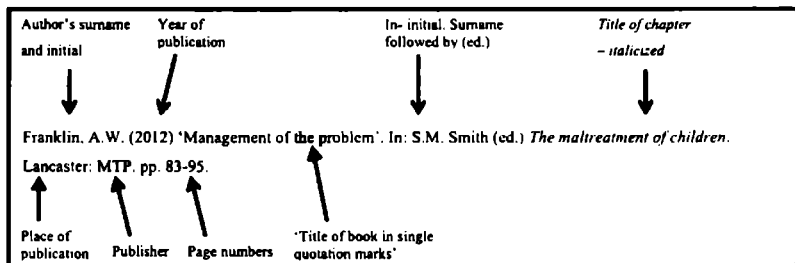 Author's surname
and initial
Year of
publication
In- initial. Surname
followed by (ed.)
Title of chapter
– italicized
Franklin, A.W. (2012) 'Management of the problem'. In: S.M. Smith (ed.) The maltreatment of children.
Lancaster: MTP. pp. 83-95.
Place of
publication
Publisher
Page numbers
'Title of book in single
quotation marks'